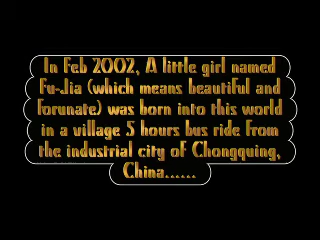 In Feb 2002, A little girl named
Fu-Jia (which means beautiful and
forunate) was born into this world
in a village 5 hours bus ride from
the industrial city of Chongquing,
China......